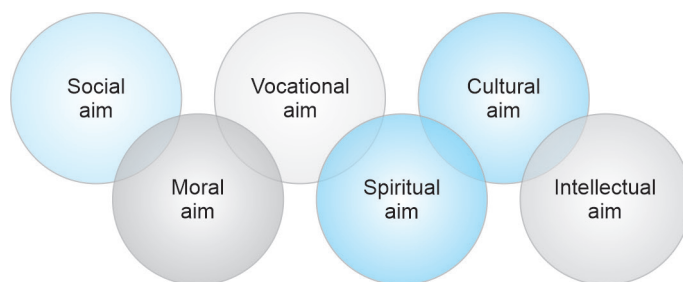 Social
aim
Vocational
aim
Cultural
aim
Moral
aim
Spiritual
aim
Intellectual
aim